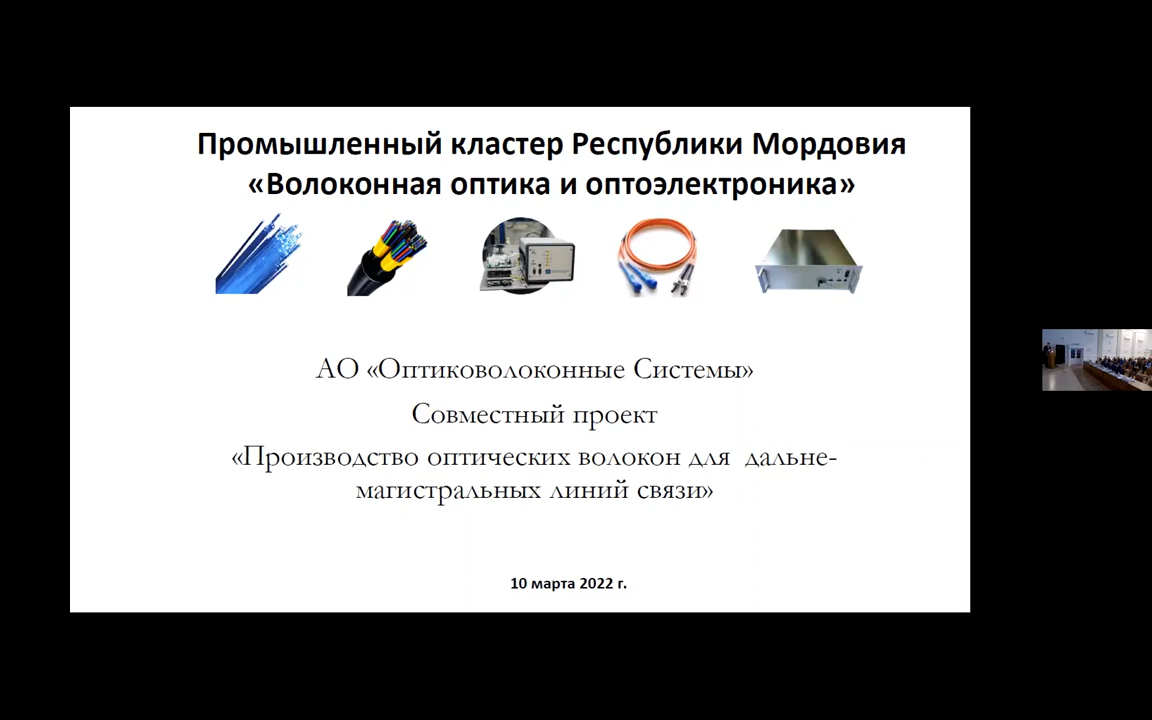 Промышленный кластер Республики Мордовия
«Волоконная оптика и оптоэлектроника»
АО «Оптиковолоконные Системы»
Совместный проект
«Производство оптических волокон для дальне-
магистральных линий связи»
10 марта 2022 г.